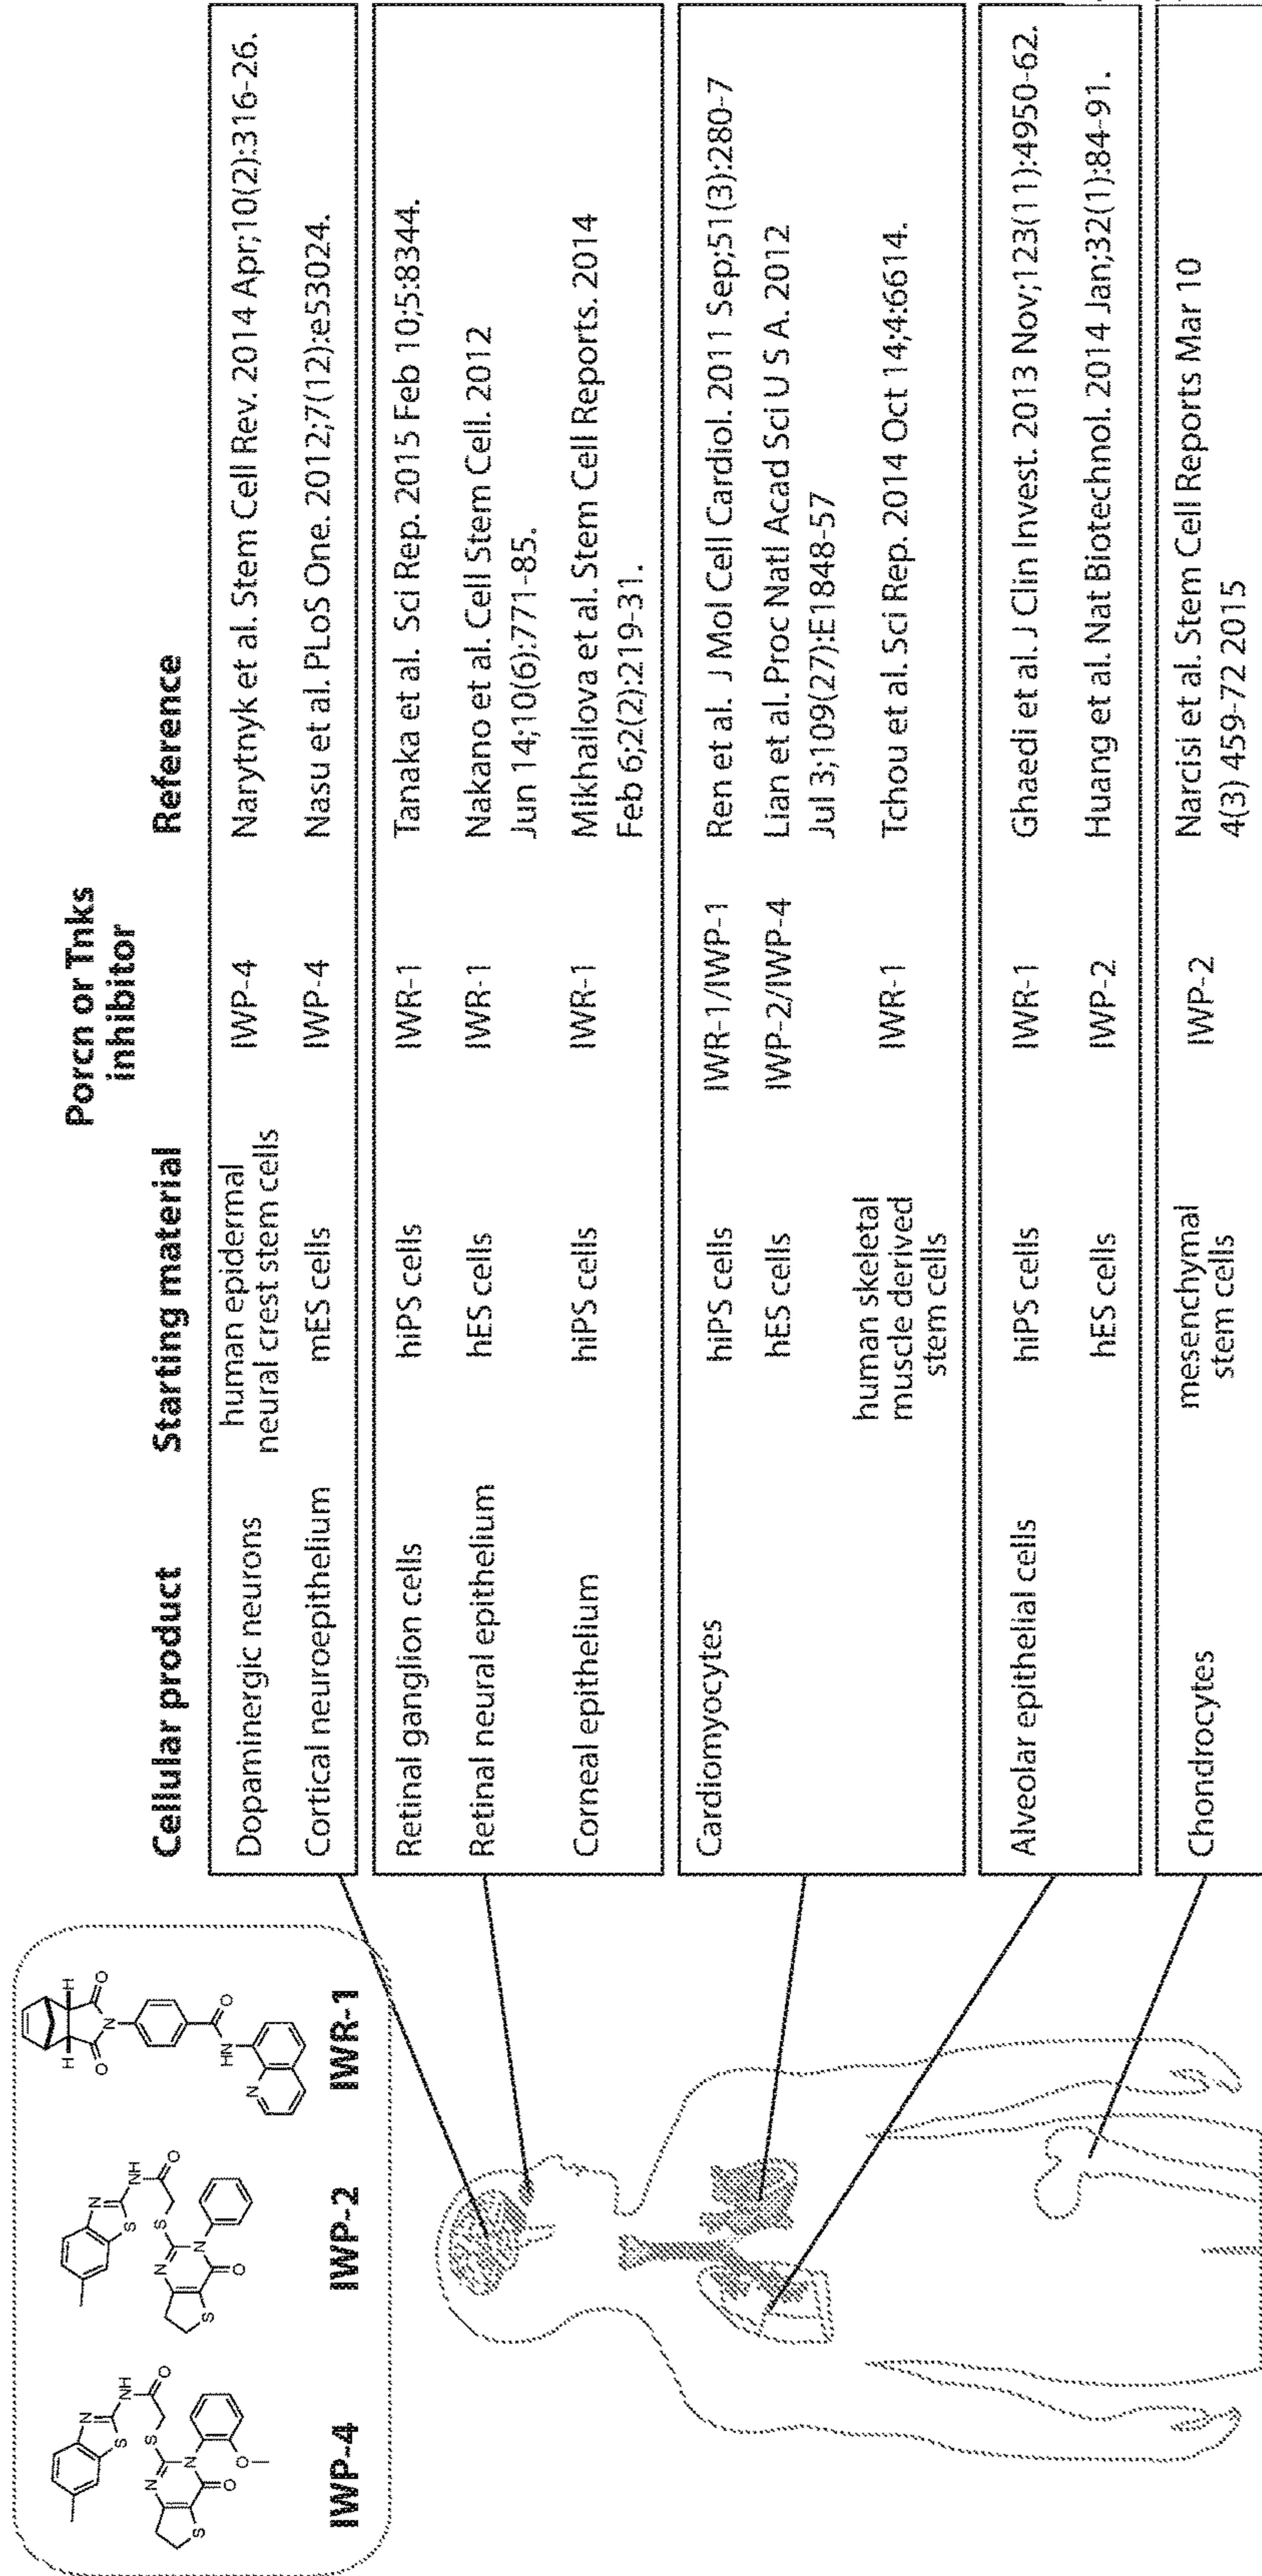 IWP-4
IWP-2
IWR-1
Cellular product
Starting material
Porcn or Tnks
inhibitor
Reference
Dopaminergic neurons
human epidermal
neural crest stem cells
IWP-4
Narytnyk et al. Stem Cell Rev. 2014 Apr;10(2):316-26.
Cortical neuroepithelium
mES cells
IWP-4
Nasu et al. PLoS One. 2012;7(12):e53024.
Retinal ganglion cells
hiPS cells
IWR-1
Tanaka et al. Sci Rep. 2015 Feb 10;5:8344.
Retinal neural epithelium
hES cells
IWR-1
Nakano et al. Cell Stem Cell. 2012
Jun 14;10(6):771-85.
Corneal epithelium
hiPS cells
IWR-1
Mikhailova et al. Stem Cell Reports. 2014
Feb 6;2(2):219-31.
Cardiomyocytes
hiPS cells
IWR-1/IWP-1
Ren et al. J Mol Cell Cardiol. 2011 Sep;51(3):280-7
hES cells
IWP-2/IWP-4
Lian et al. Proc Natl Acad Sci U S A. 2012
Jul 3;109(27):E1848-57
human skeletal
muscle derived
stem cells
IWR-1
Tchou et al. Sci Rep. 2014 Oct 14;4:6614.
Alveolar epithelial cells
hiPS cells
IWR-1
Ghaedi et al. J Clin Invest. 2013 Nov;123(11):4950-62.
hES cells
IWP-2
Huang et al. Nat Biotechnol. 2014 Jan;32(1):84-91.
Chondrocytes
mesenchymal
stem cells
IWP-2
Narcisi et al. Stem Cell Reports Mar 10
4(3) 459-72 2015